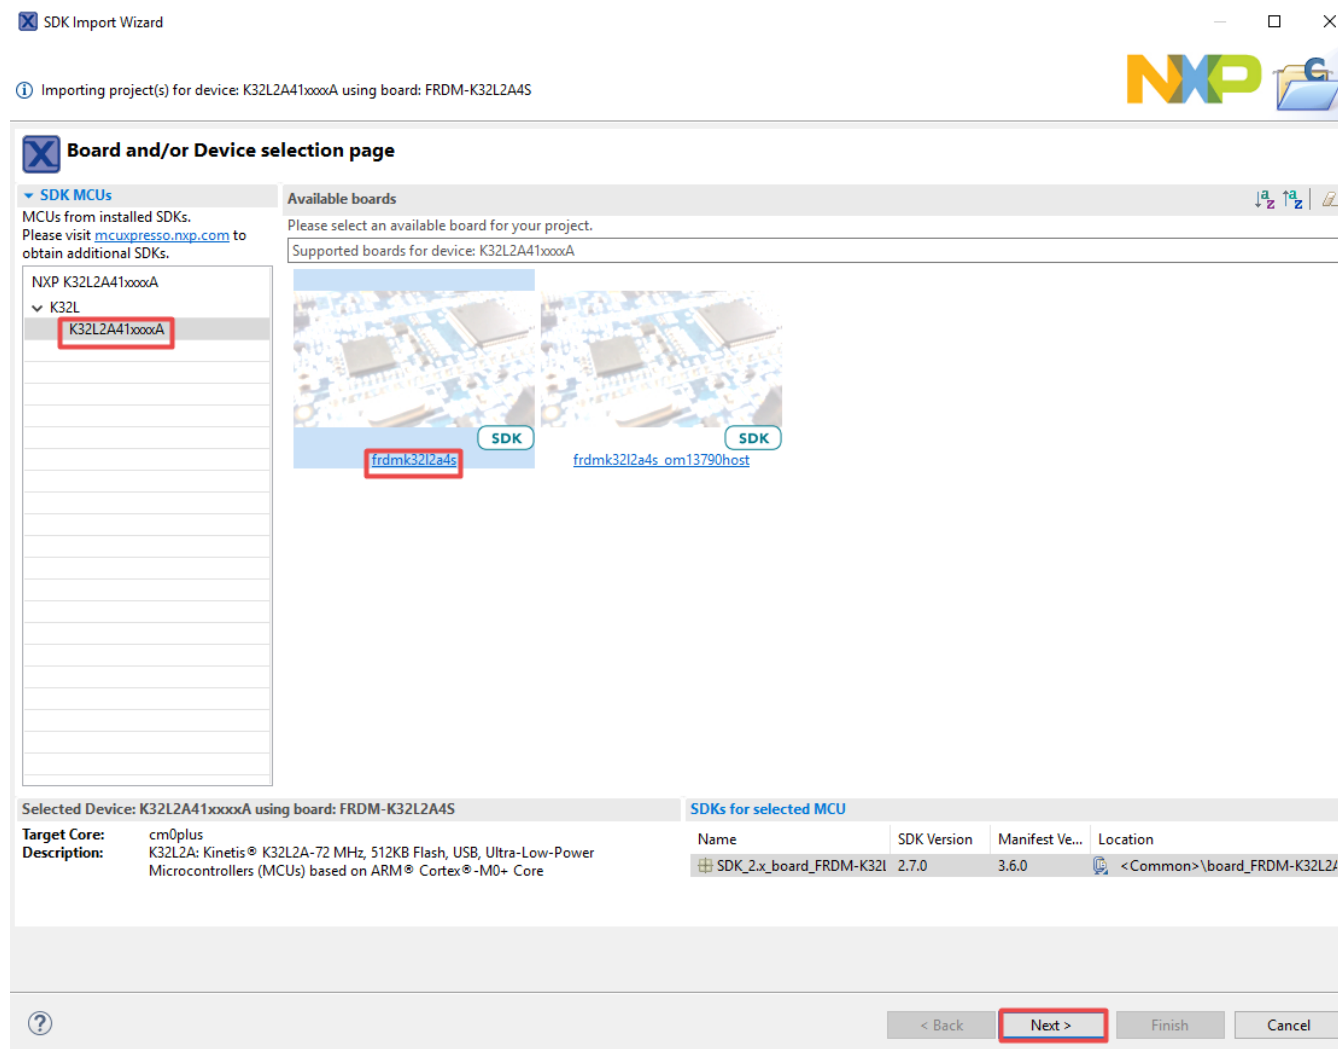 SDK Import Wizard
Importing project(s) for device: K32L2A41xxxxA using board: FRDM-K32L2A4S
NXP
Board and/or Device selection page
SDK MCUs
MCUs from installed SDKs.
Please visit mcuxpresso.nxp.com to
obtain additional SDKs.
NXP K32L2A41xxxxA
K32L
K32L2A41xxxxA
Available boards
Please select an available board for your project.
Supported boards for device: K32L2A41xxxxA
SDK
frdmk32l2a4s
SDK
frdmk32l2a4s_om13790host
Selected Device: K32L2A41xxxxA using board: FRDM-K32L2A4S
Target Core: cm0plus
Description: K32L2A: Kinetis® K32L2A-72 MHz, 512KB Flash, USB, Ultra-Low-Power
Microcontrollers (MCUs) based on ARM® Cortex®-M0+ Core
SDKs for selected MCU
Name SDK Version Manifest Ve... Location
SDK_2.x_board_FRDM-K32L 2.7.0 3.6.0 <Common>\board_FRDM-K32L2A
< Back Next > Finish Cancel